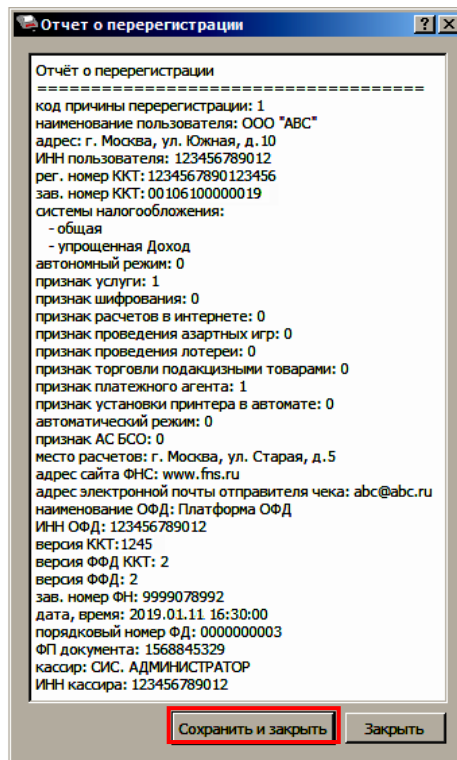 Отчет о перерегистрации
Отчёт о перерегистрации
====================================
код причины перерегистрации: 1
наименование пользователя: ООО "АВС"
адрес: г. Москва, ул. Южная, д.10
ИНН пользователя: 123456789012
рег. номер ККТ: 1234567890123456
зав. номер ККТ: 00106100000019
системы налогообложения:
- общая
- упрощенная Доход
автономный режим: 0
признак услуги: 1
признак шифрования: 0
признак расчетов в интернете: 0
признак проведения азартных игр: 0
признак проведения лотереи: 0
признак торговли подакцизными товарами: 0
признак платежного агента: 1
признак установки принтера в автомате: 0
автоматический режим: 0
признак АС БСО: 0
место расчетов: г. Москва, ул. Старая, д.5
адрес сайта ФНС: www.fns.ru
адрес электронной почты отправителя чека: abc@abc.ru
наименование ОФД: Платформа ОФД
ИНН ОФД: 123456789012
версия ККТ:1245
версия ФФД ККТ: 2
версия ФФД: 2
зав. номер ФН: 9999078992
дата, время: 2019.01.11 16:30:00
порядковый номер ФД: 0000000003
ФП документа: 1568845329
кассир: СИС. АДМИНИСТРАТОР
ИНН кассира: 123456789012
Сохранить и закрыть Закрыть